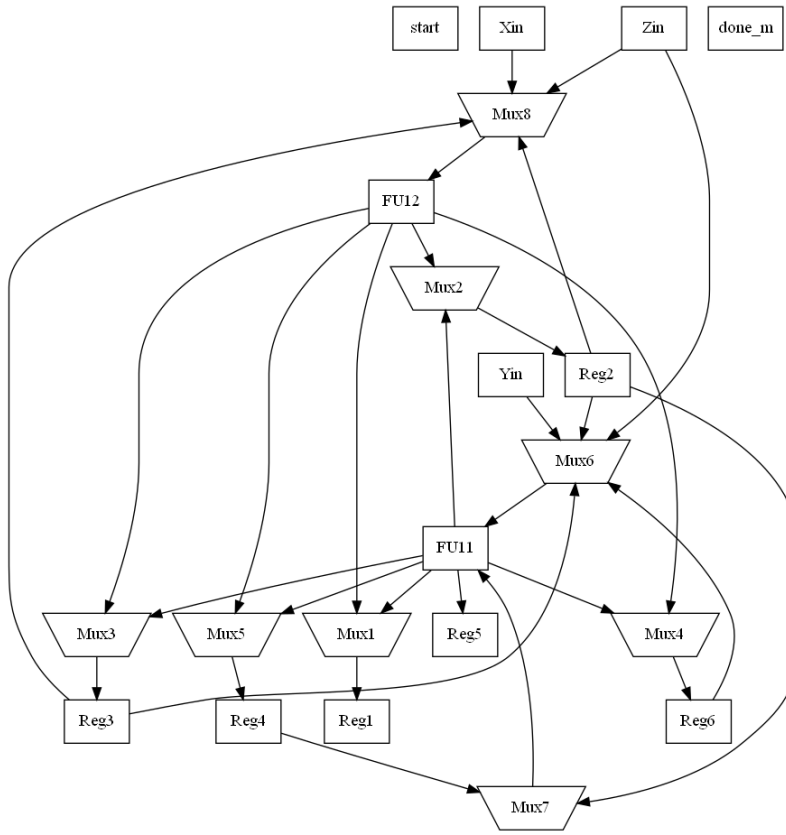 start
Xin
Zin
done_m
Mux8
FU12
Mux2
Yin
Reg2
Mux6
FU11
Mux3
Mux5
Mux1
Reg5
Mux4
Reg3
Reg4
Reg1
Reg6
Mux7